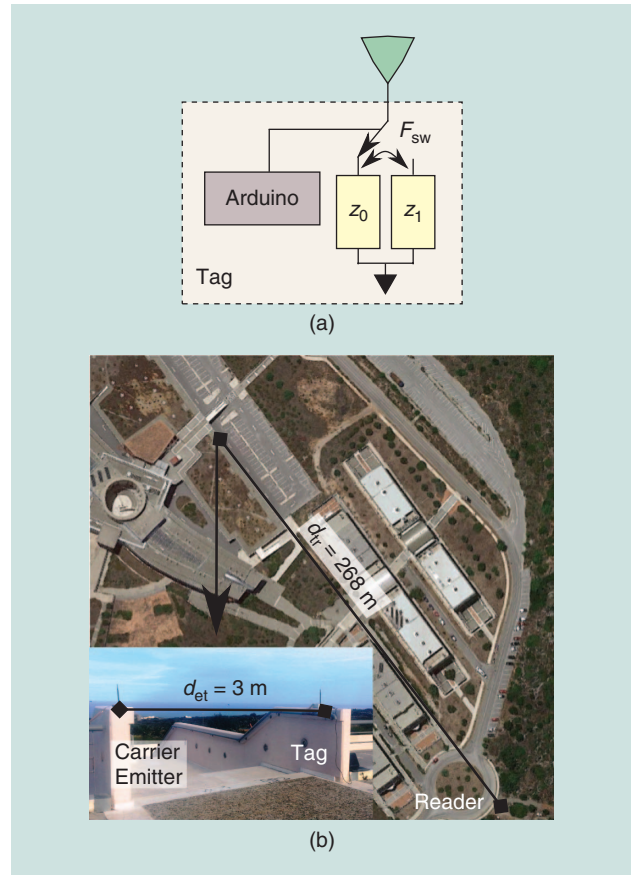 F_sw
Arduino
z_0
z_1
Tag
(a)
d_tr = 268 m
d_et = 3 m
Carrier
Emitter
Tag
Reader
(b)